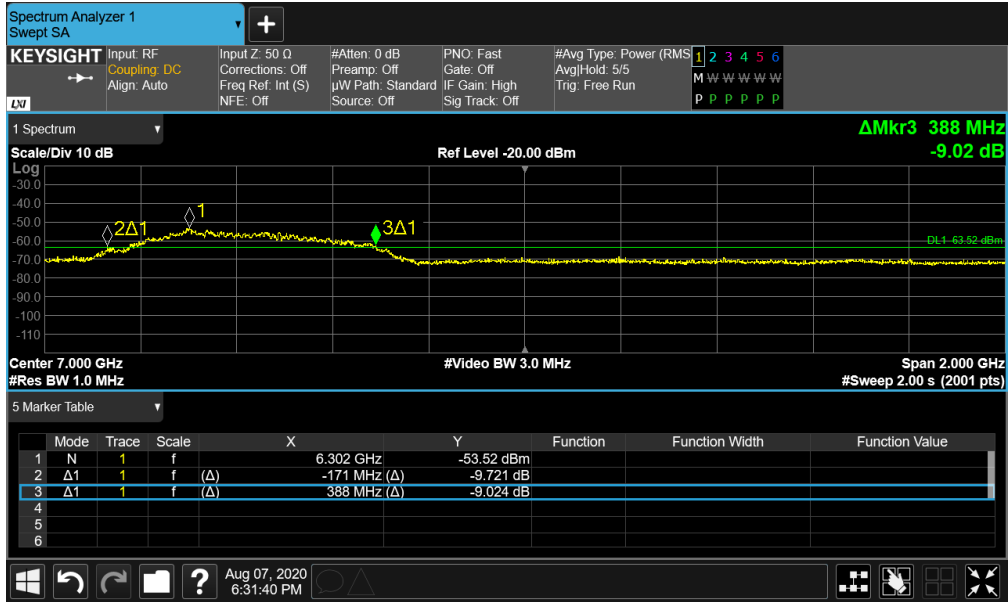 Spectrum Analyzer 1
Swept SA
+
KEYSIGHT
LXI
Input: RF
Coupling: DC
Align: Auto
Input Z: 50 Ω
Corrections: Off
Freq Ref: Int (S)
NFE: Off
#Atten: 0 dB
Preamp: Off
µW Path: Standard
Source: Off
PNO: Fast
Gate: Off
IF Gain: High
Sig Track: Off
#Avg Type: Power (RMS
Avg|Hold: 5/5
Trig: Free Run
1 2 3 4 5 6
M W W W W W
P P P P P P
1 Spectrum
ΔMkr3 388 MHz
-9.02 dB
Scale/Div 10 dB
Ref Level -20.00 dBm
Log
-30.0
-40.0
-50.0
-60.0
-70.0
-80.0
-90.0
-100
-110
1
2Δ1
3Δ1
DL1 -63.52 dBm
Center 7.000 GHz
#Video BW 3.0 MHz
Span 2.000 GHz
#Res BW 1.0 MHz
#Sweep 2.00 s (2001 pts)
5 Marker Table
Mode Trace Scale X Y Function Function Width Function Value
1 N 1 f 6.302 GHz -53.52 dBm
2 Δ1 1 f (Δ) -171 MHz (Δ) -9.721 dB
3 Δ1 1 f (Δ) 388 MHz (Δ) -9.024 dB
4
5
6
?
Aug 07, 2020
6:31:40 PM